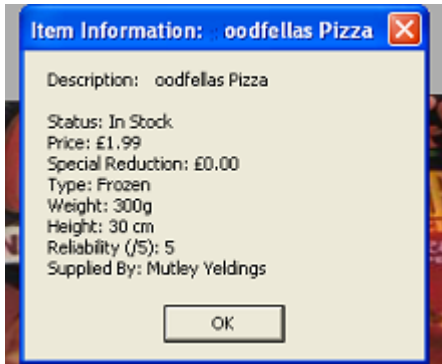 Item Information: oodfellas Pizza
Description: oodfellas Pizza
Status: In Stock
Price: £1.99
Special Reduction: £0.00
Type: Frozen
Weight: 300g
Height: 30 cm
Reliability (/5): 5
Supplied By: Mutley Yeldings
OK